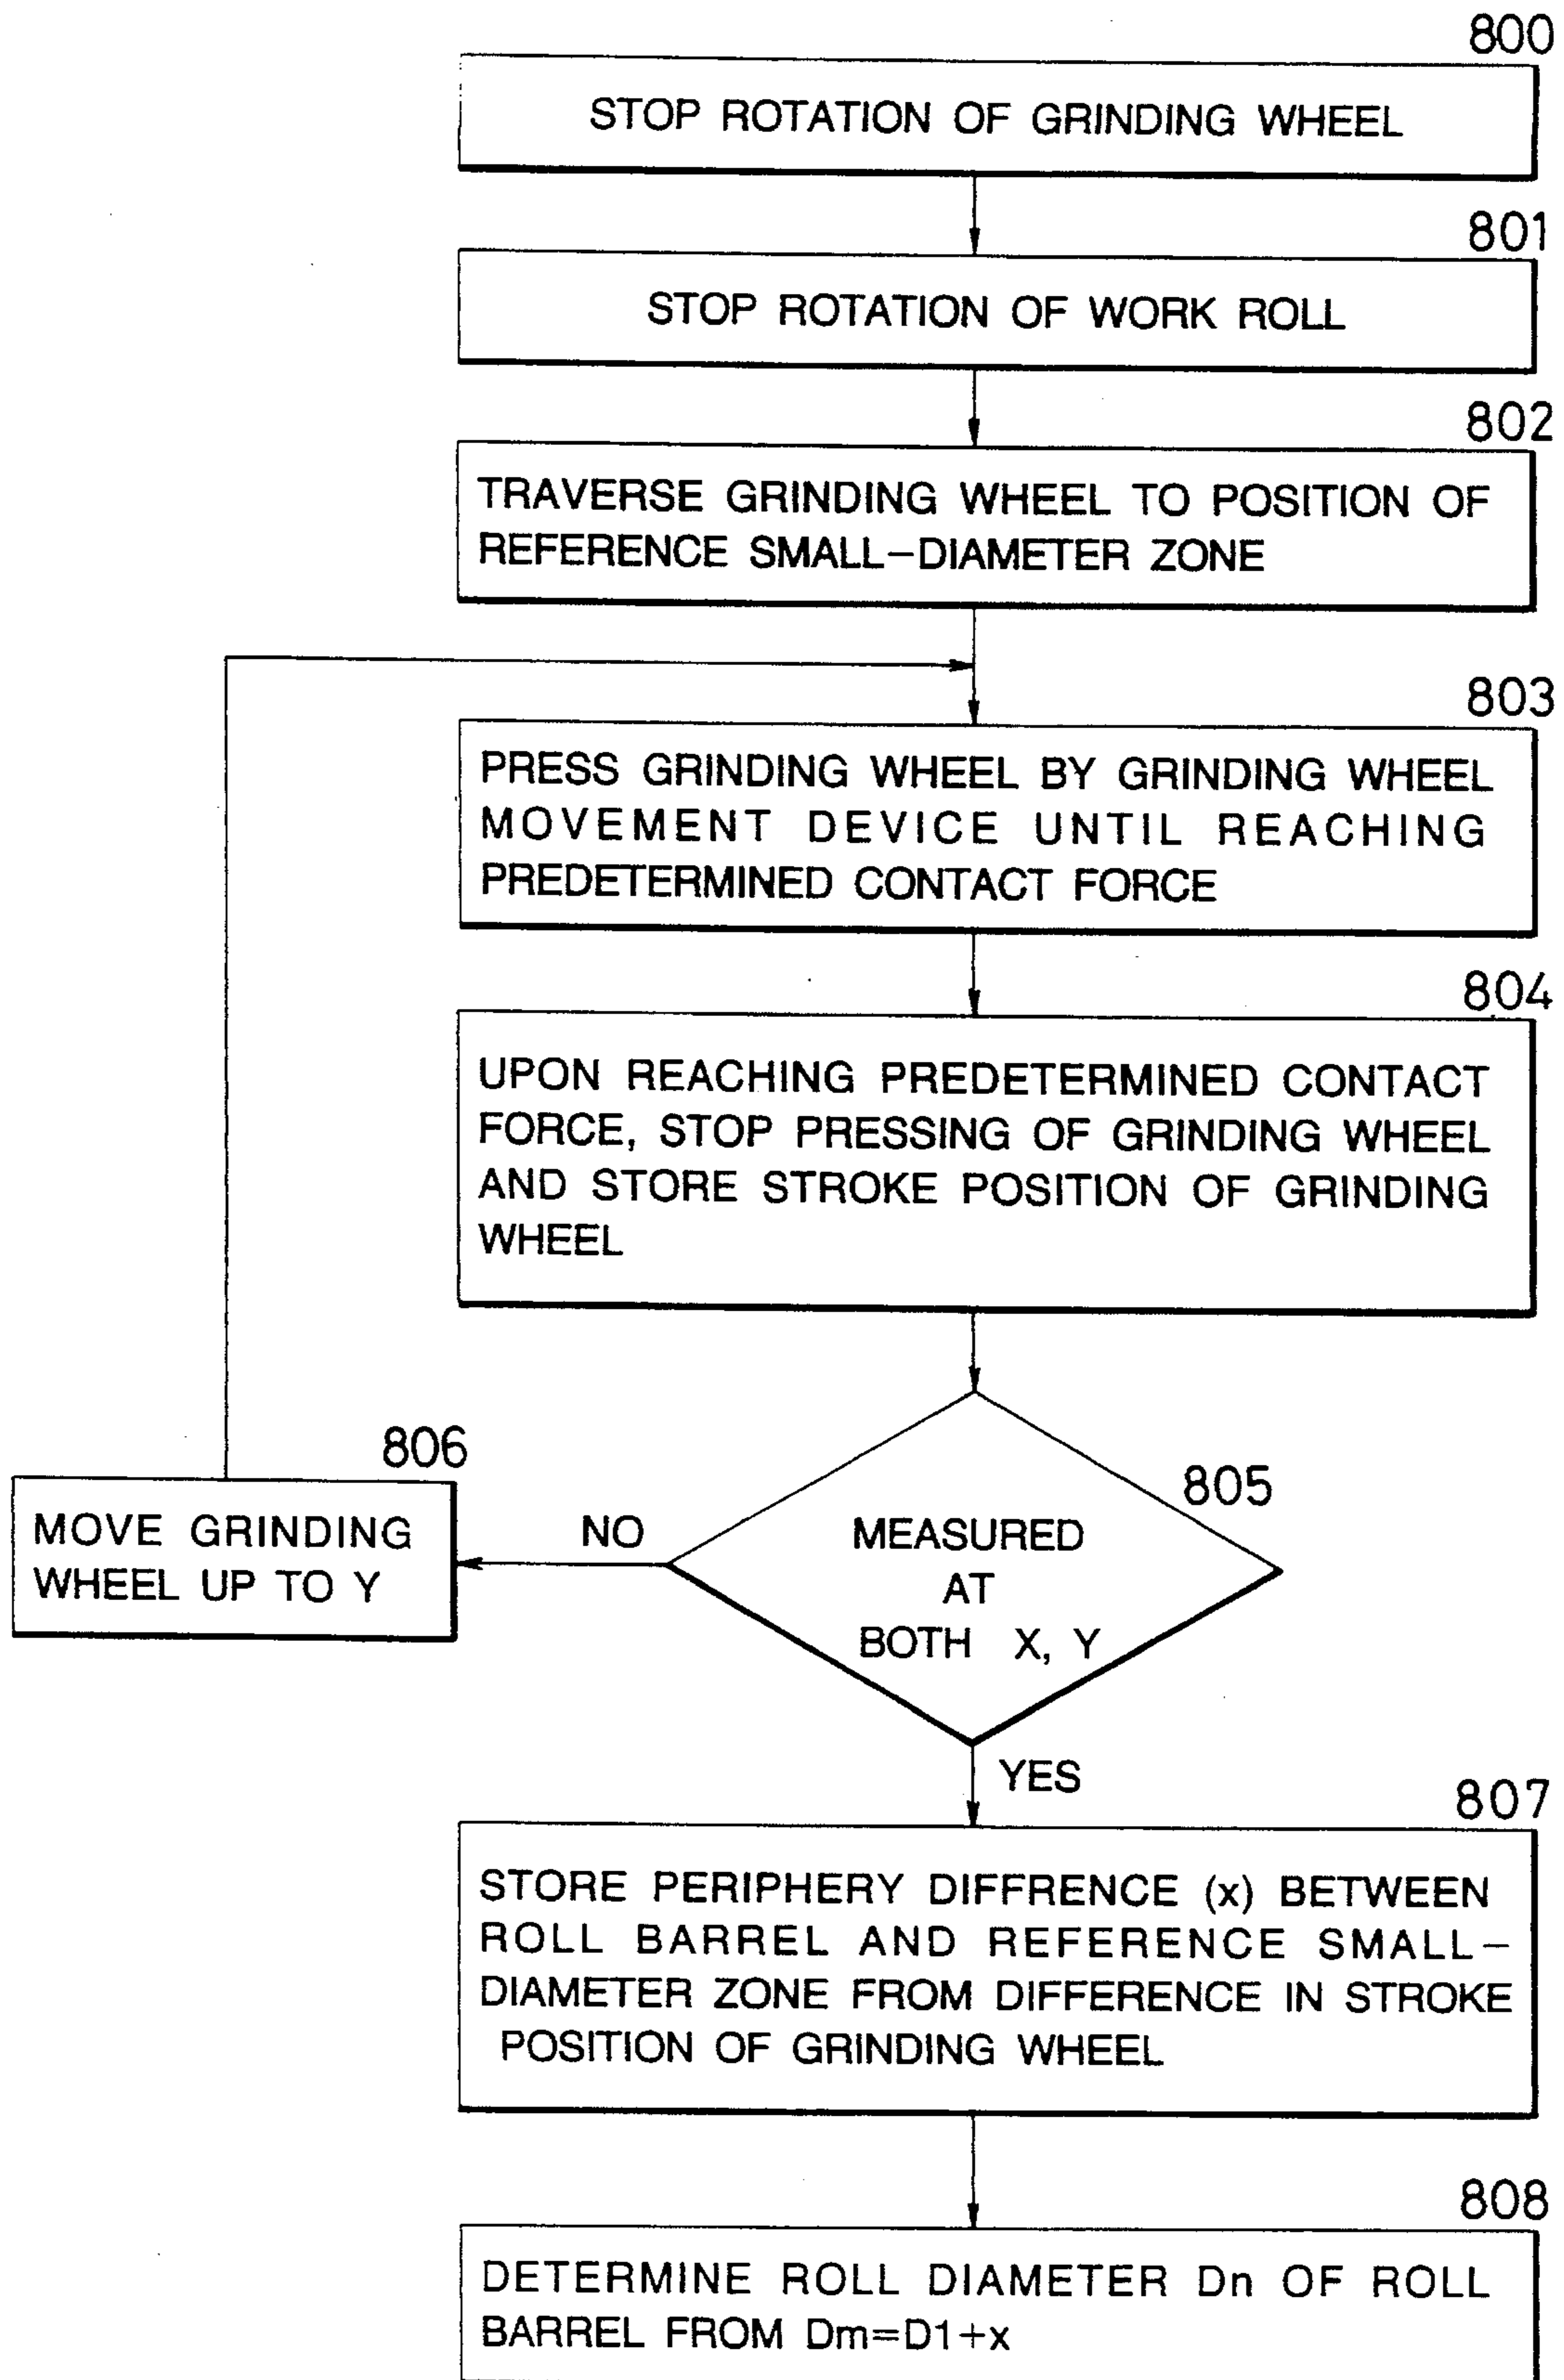 800
STOP ROTATION OF GRINDING WHEEL
801
STOP ROTATION OF WORK ROLL
802
TRAVERSE GRINDING WHEEL TO POSITION OF
REFERENCE SMALL-DIAMETER ZONE
803
PRESS GRINDING WHEEL BY GRINDING WHEEL
MOVEMENT DEVICE UNTIL REACHING
PREDETERMINED CONTACT FORCE
804
UPON REACHING PREDETERMINED CONTACT
FORCE, STOP PRESSING OF GRINDING WHEEL
AND STORE STROKE POSITION OF GRINDING
WHEEL
805
MEASURED
AT
BOTH X, Y
NO
806
MOVE GRINDING
WHEEL UP TO Y
YES
807
STORE PERIPHERY DIFFRENCE (x) BETWEEN
ROLL BARREL AND REFERENCE SMALL-
DIAMETER ZONE FROM DIFFERENCE IN STROKE
POSITION OF GRINDING WHEEL
808
DETERMINE ROLL DIAMETER Dn OF ROLL
BARREL FROM Dm=D1+x